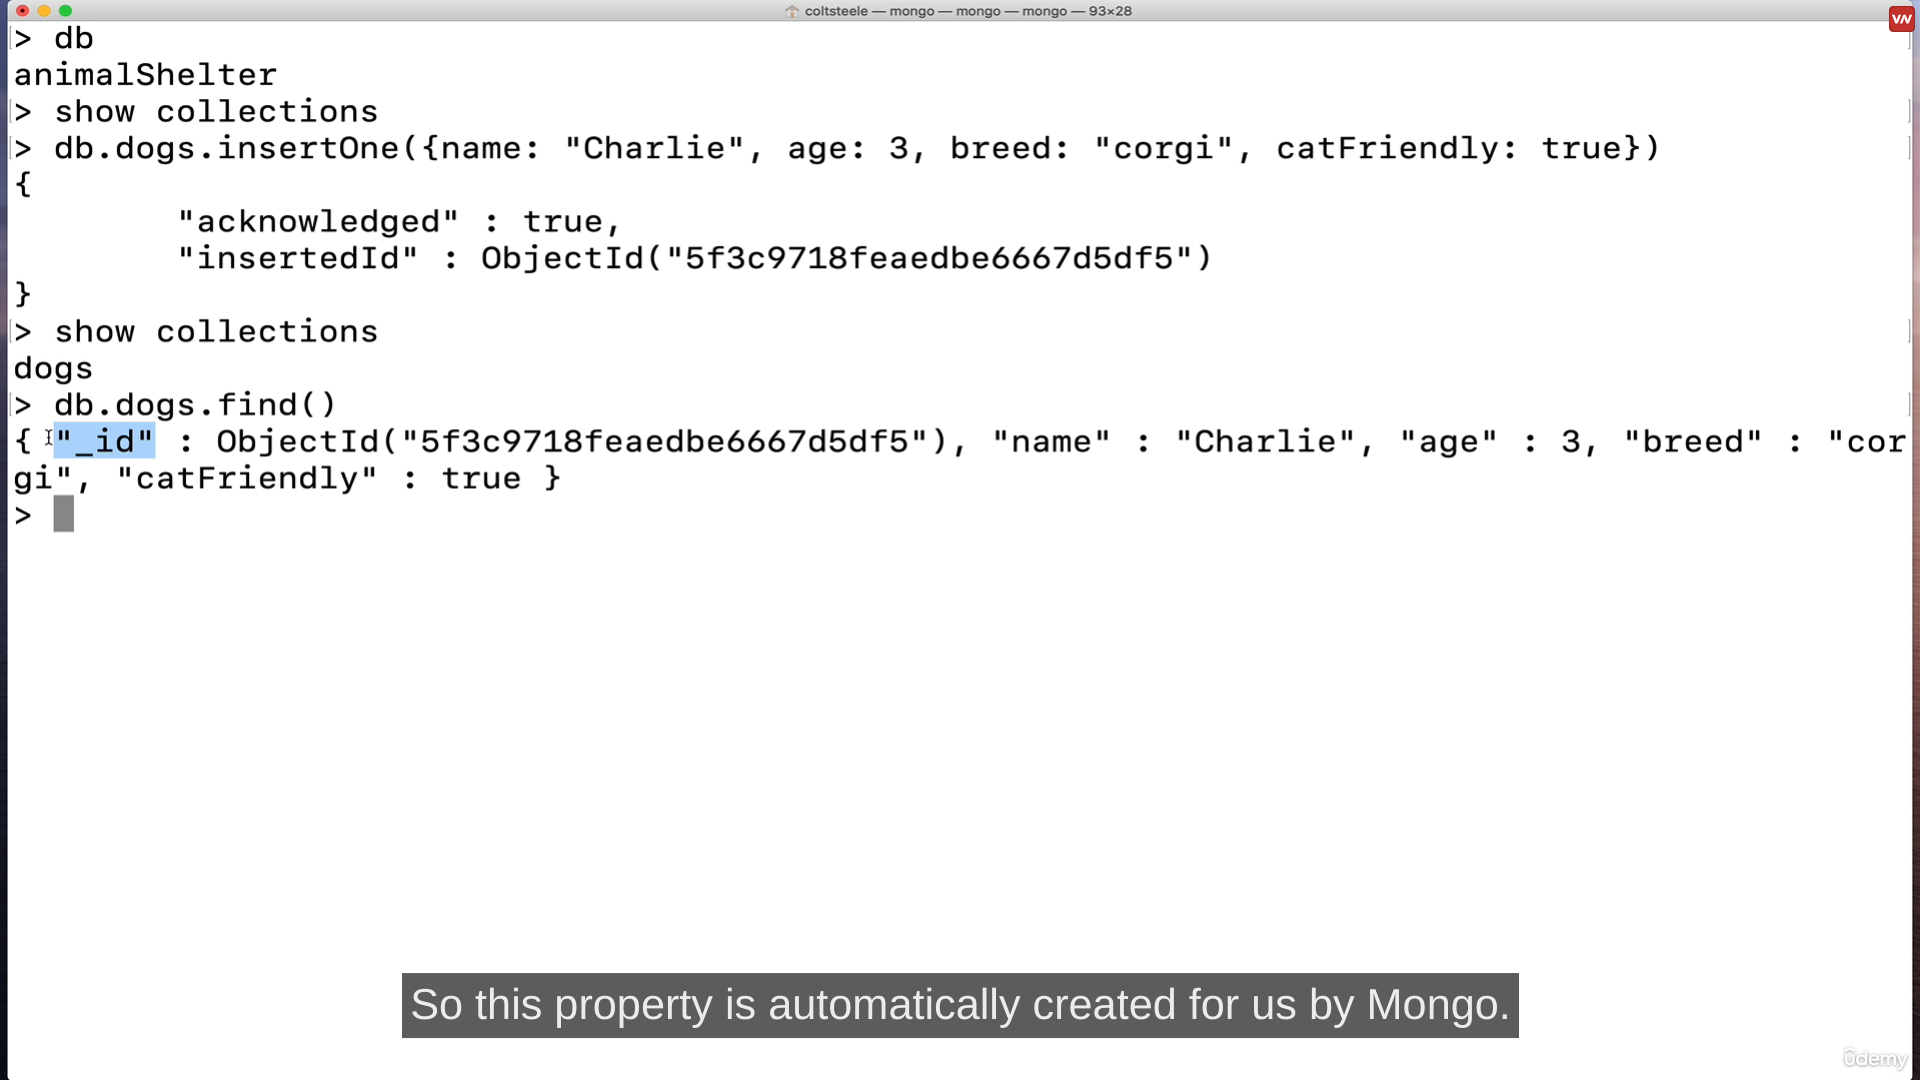 coltsteele — mongo — mongo — mongo — 93×28
VN
> db
animalShelter
> show collections
> db.dogs.insertOne({name: "Charlie", age: 3, breed: "corgi", catFriendly: true})
{
"acknowledged" : true,
"insertedId" : ObjectId("5f3c9718feaedbe6667d5df5")
}
> show collections
dogs
> db.dogs.find()
{ "_id" : ObjectId("5f3c9718feaedbe6667d5df5"), "name" : "Charlie", "age" : 3, "breed" : "cor
gi", "catFriendly" : true }
>
So this property is automatically created for us by Mongo.
ûdemy